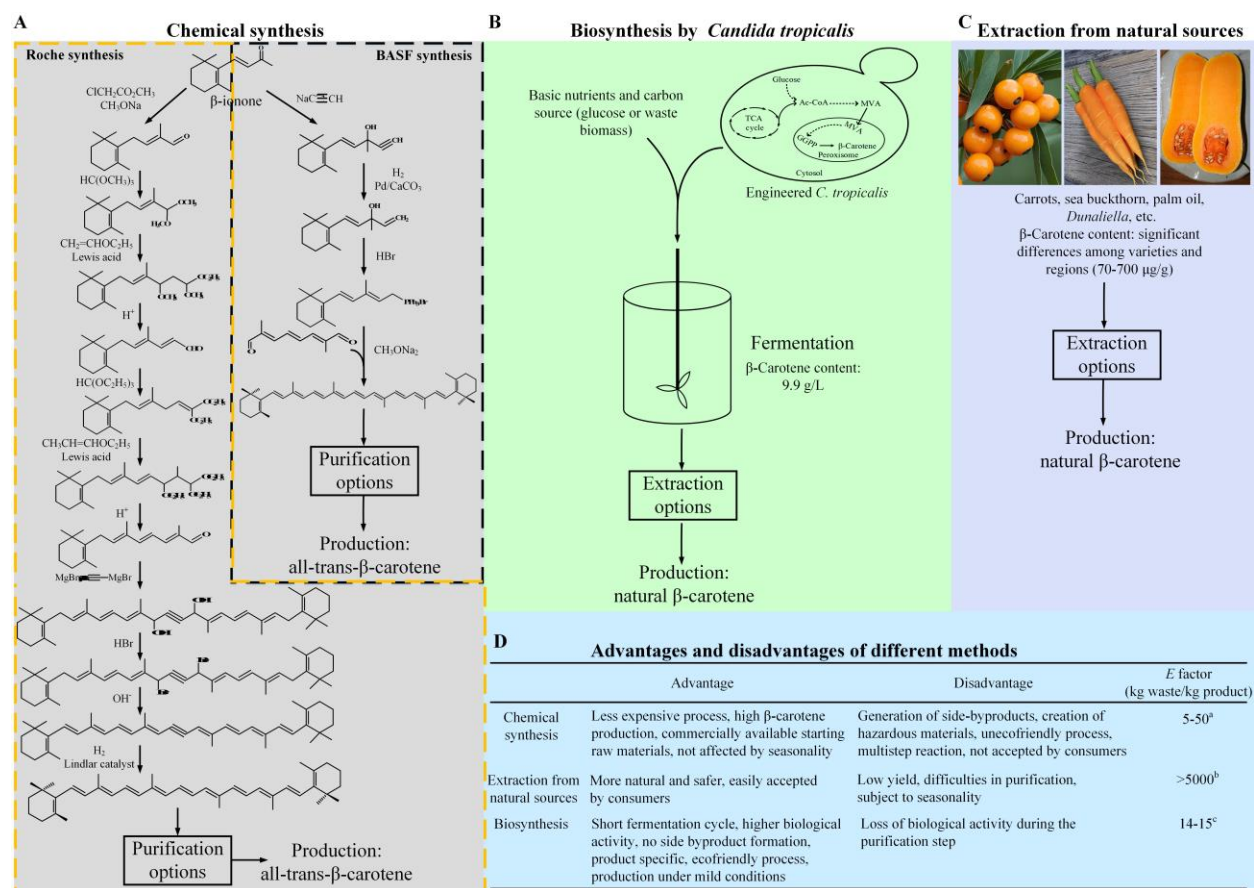 A
Chemical synthesis
Roche synthesis
BASF synthesis
β-ionone
ClCH₂CO₂CH₃
CH₃ONa
HC(OCH₃)₃
CH₂=CHOC₂H₅
Lewis acid
H⁺
CHO
HC(OC₂H₅)₃
CH₃CH=CHOC₂H₅
Lewis acid
H⁺
MgBr MgBr
HBr
OH⁻
H₂
Lindlar catalyst
Purification
options
Production:
all-trans-β-carotene
NaC≡CH
OH
CH
H₂
Pd/CaCO₃
OH
CH₂
HBr
CH₃ONa₂
Purification
options
Production:
all-trans-β-carotene
B
Biosynthesis by Candida tropicalis
Basic nutrients and carbon
source (glucose or waste
biomass)
Glucose
Ac-CoA
MVA
TCA
cycle
MVA
GGPP
β-Carotene
Peroxisome
Cytosol
Engineered C. tropicalis
Fermentation
β-Carotene content:
9.9 g/L
Extraction
options
Production:
natural β-carotene
C
Extraction from natural sources
Carrots, sea buckthorn, palm oil,
Dunaliella, etc.
β-Carotene content: significant
differences among varieties and
regions (70-700 μg/g)
Extraction
options
Production:
natural β-carotene
D
Advantages and disadvantages of different methods
Advantage
Disadvantage
E factor
(kg waste/kg product)
Chemical
synthesis
Less expensive process, high β-carotene
production, commercially available starting
raw materials, not affected by seasonality
Generation of side-byproducts, creation of
hazardous materials, unecofriendly process,
multistep reaction, not accepted by consumers
5-50ᵃ
Extraction from
natural sources
More natural and safer, easily accepted
by consumers
Low yield, difficulties in purification,
subject to seasonality
>5000ᵇ
Biosynthesis
Short fermentation cycle, higher biological
activity, no side byproduct formation,
product specific, ecofriendly process,
production under mild conditions
Loss of biological activity during the
purification step
14-15ᶜ